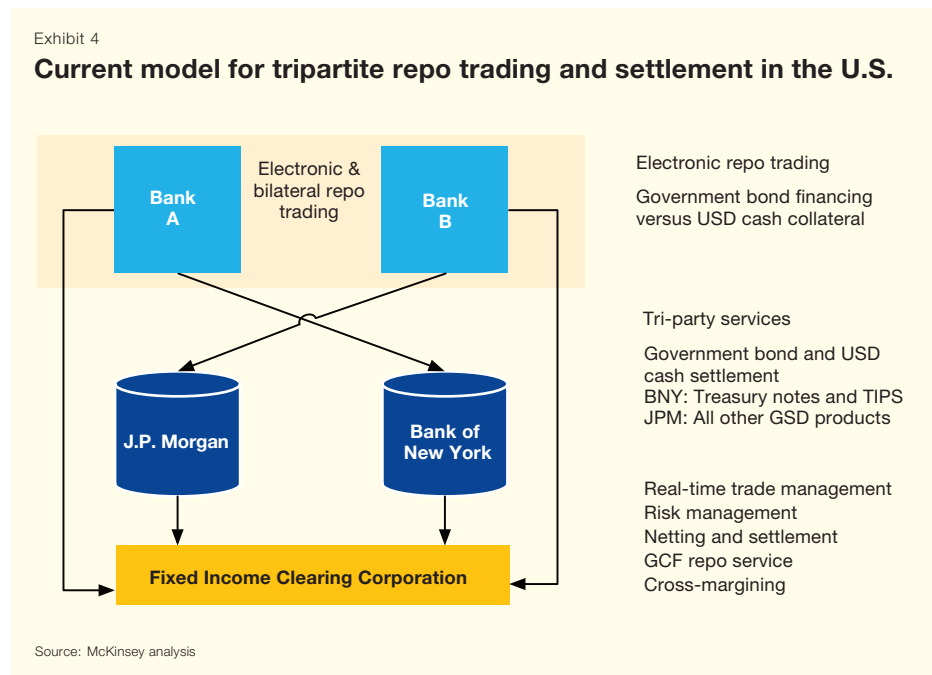 Exhibit 4
Current model for tripartite repo trading and settlement in the U.S.
Bank
A
Electronic &
bilateral repo
trading
Bank
B
Electronic repo trading
Government bond financing
versus USD cash collateral
J.P. Morgan
Bank of
New York
Tri-party services
Government bond and USD
cash settlement
BNY: Treasury notes and TIPS
JPM: All other GSD products
Fixed Income Clearing Corporation
Real-time trade management
Risk management
Netting and settlement
GCF repo service
Cross-margining
Source: McKinsey analysis